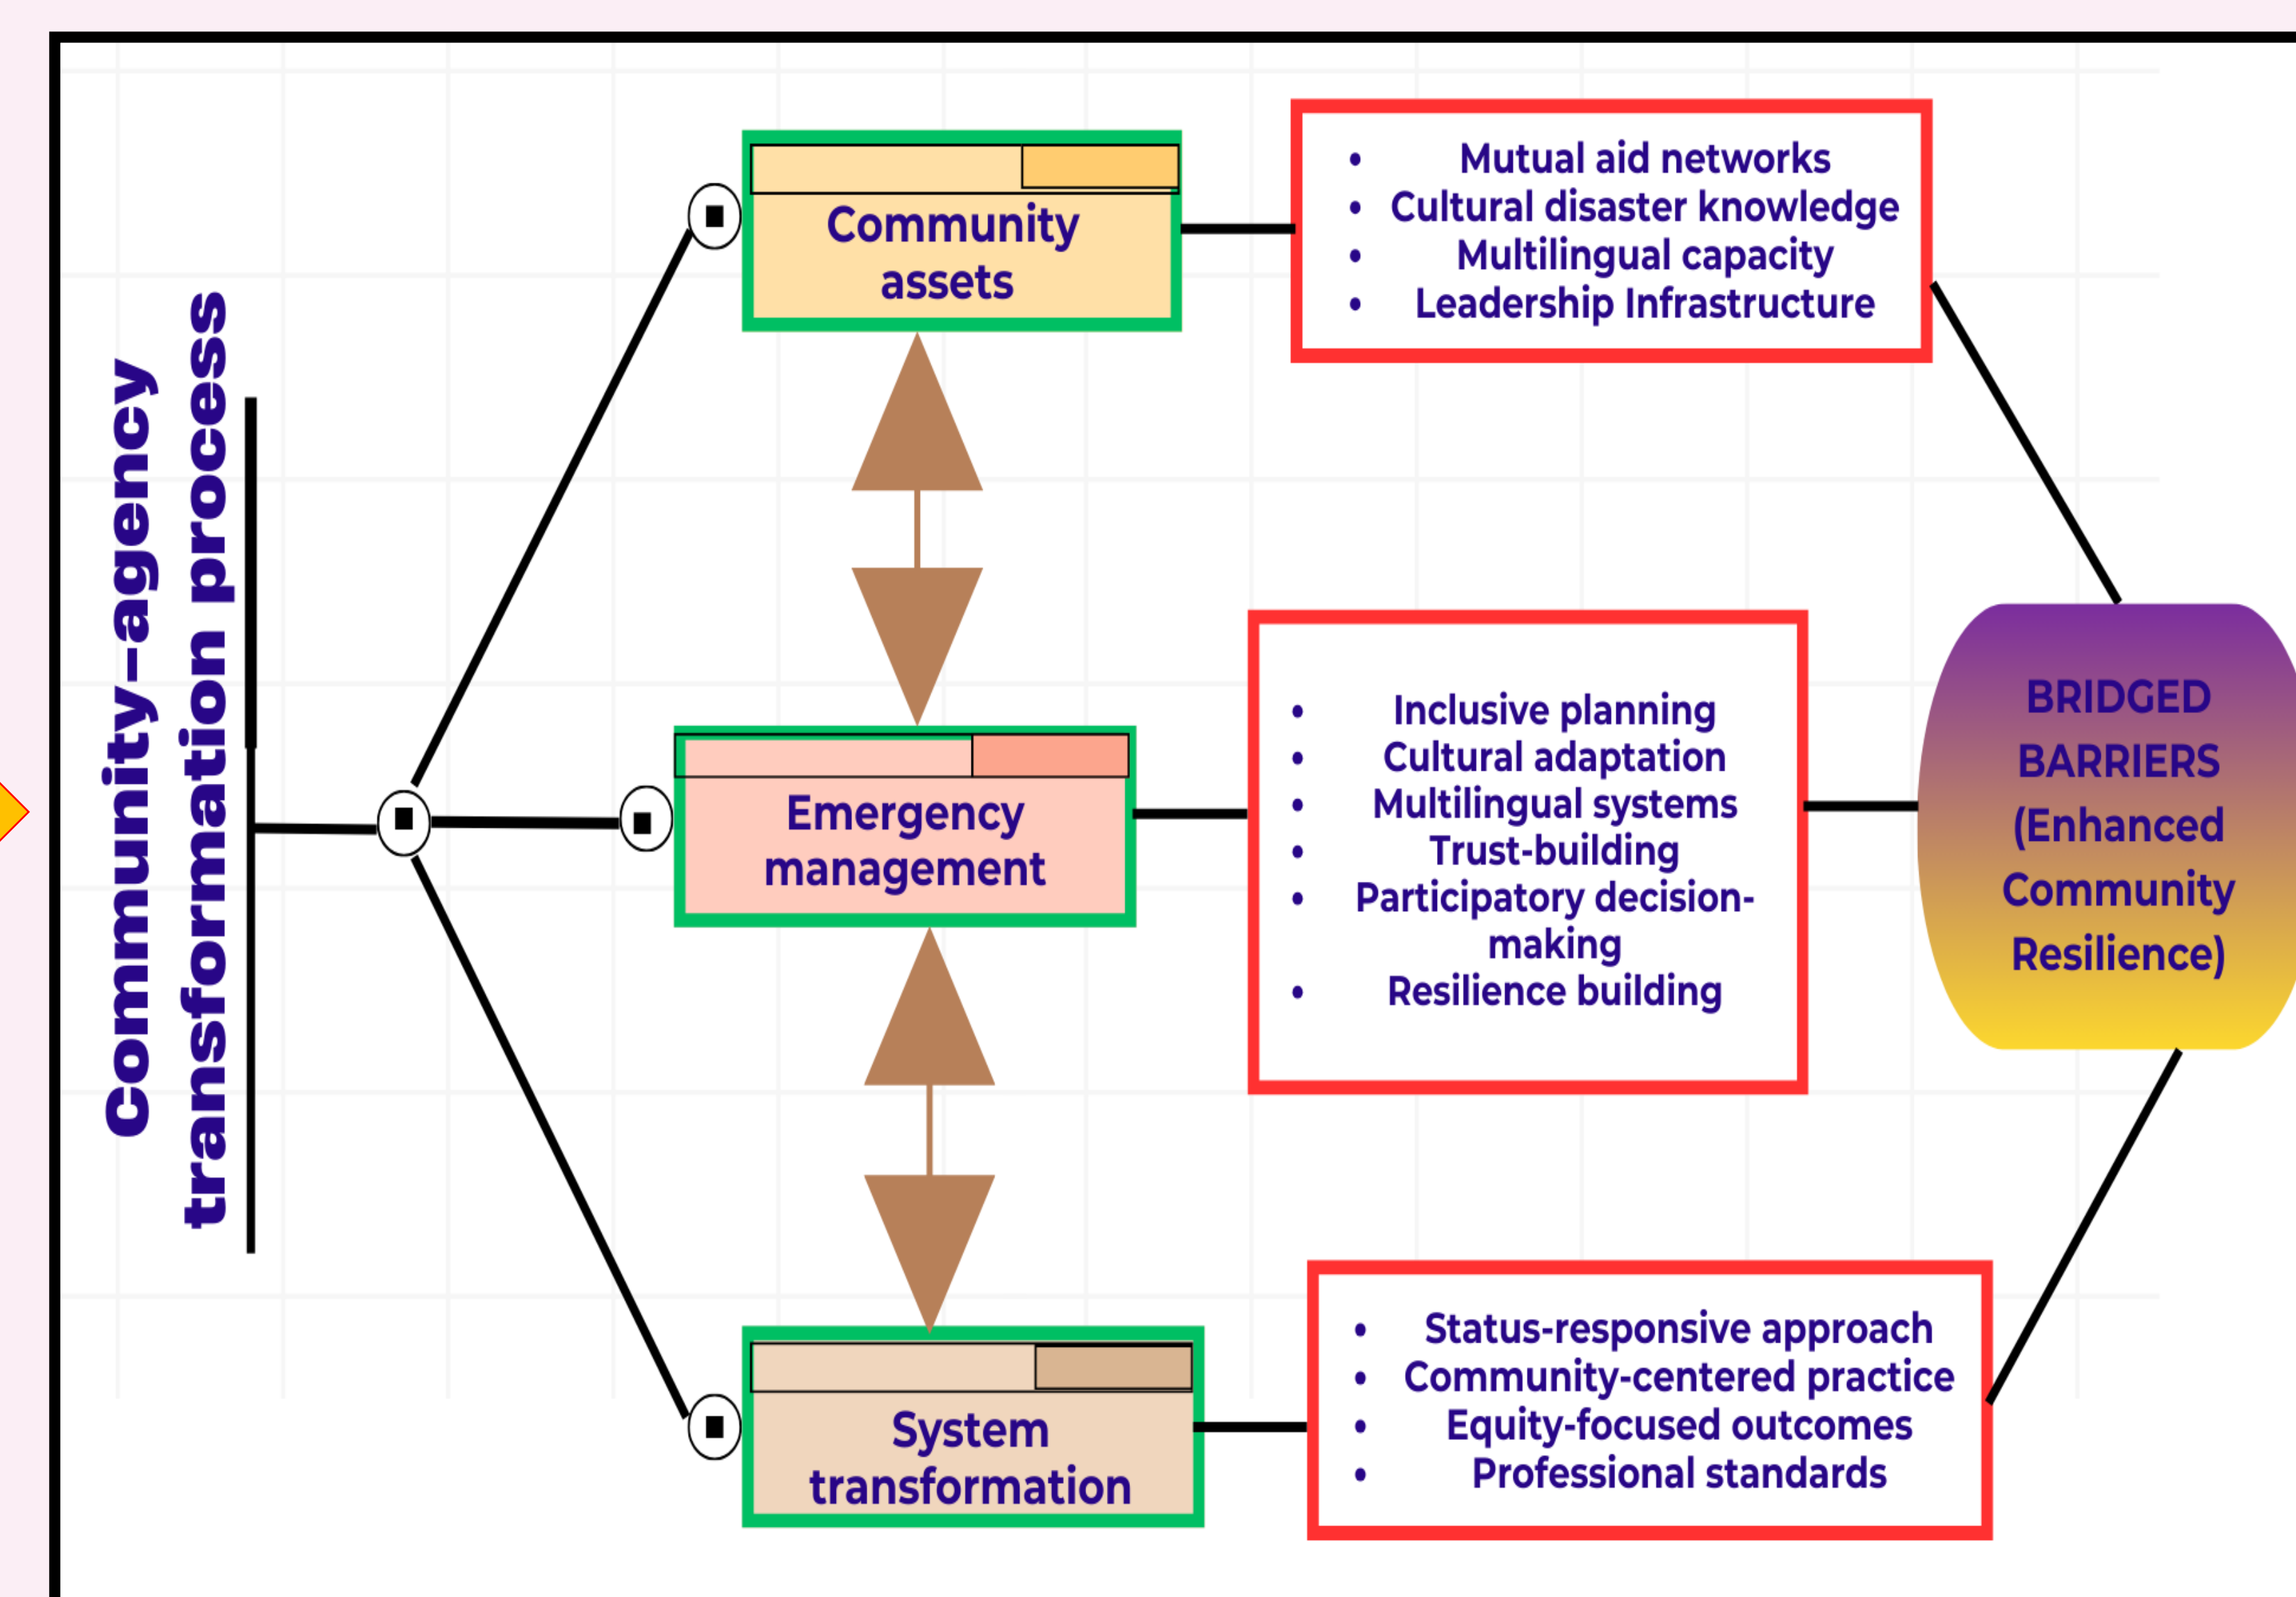 Community–agency
transformation process
Community
assets
• Mutual aid networks
• Cultural disaster knowledge
• Multilingual capacity
• Leadership Infrastructure
Emergency
management
• Inclusive planning
• Cultural adaptation
• Multilingual systems
• Trust-building
• Participatory decision-
making
• Resilience building
BRIDGED
BARRIERS
(Enhanced
Community
Resilience)
System
transformation
• Status-responsive approach
• Community-centered practice
• Equity-focused outcomes
• Professional standards